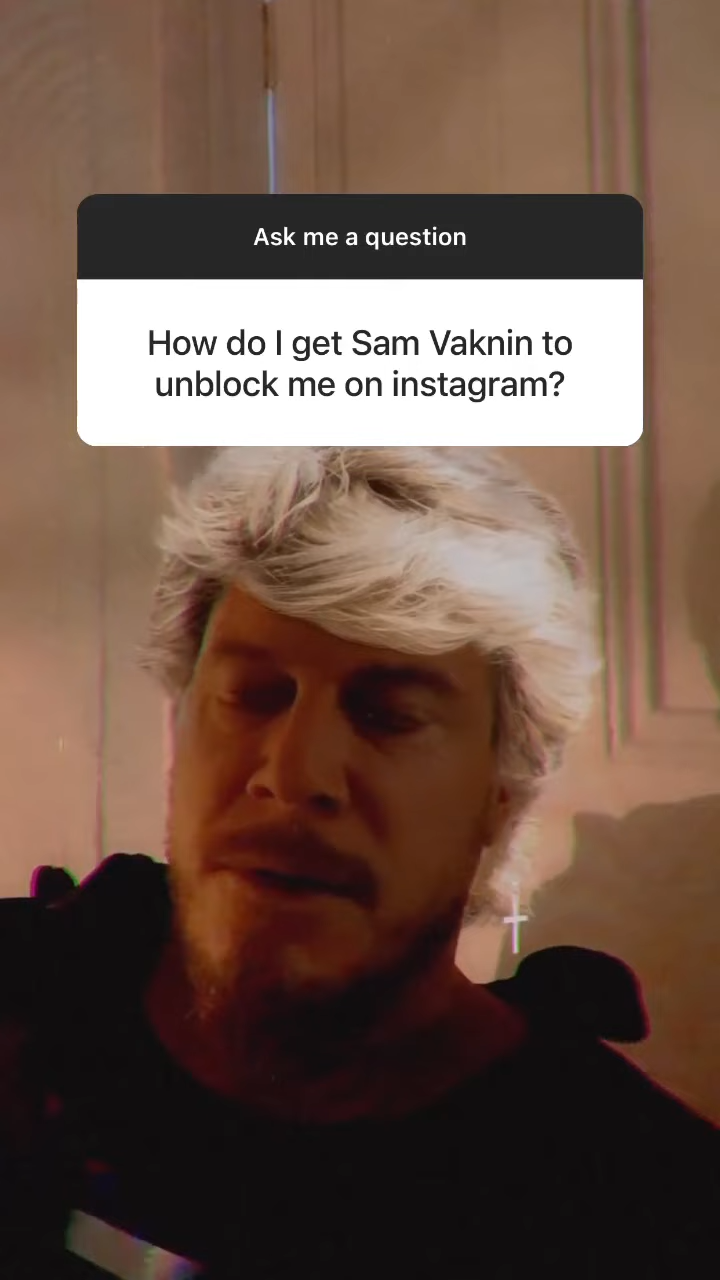 Ask me a question
How do I get Sam Vaknin to
unblock me on instagram?